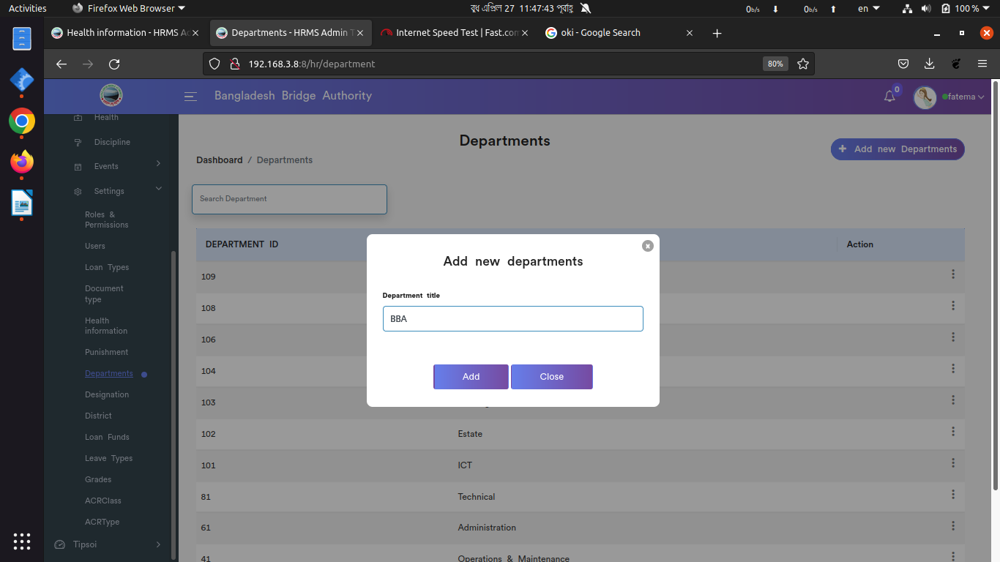 Activities
Firefox Web Browser
বুধ এপ্রিল 27 11:47:43 পূর্বাহ্ণ
0b/s
0b/s
en
100 %
Health information - HRMS Ac
Departments - HRMS Admin T
Internet Speed Test | Fast.com
oki - Google Search
192.168.3.8:8/hr/department
80%
Bangladesh Bridge Authority
0
fatema
Health
Discipline
Events
Settings
Roles &
Permissions
Users
Loan Types
Document
type
Health
information
Punishment
Departments
Designation
District
Loan Funds
Leave Types
Grades
ACRClass
ACRType
Tipsoi
Departments
Dashboard / Departments
+ Add new Departments
Search Department
DEPARTMENT ID
Action
109
108
106
104
103
102 Estate
101 ICT
81 Technical
61 Administration
41 Operations & Maintenance
Add new departments
Department title
BBA
Add
Close